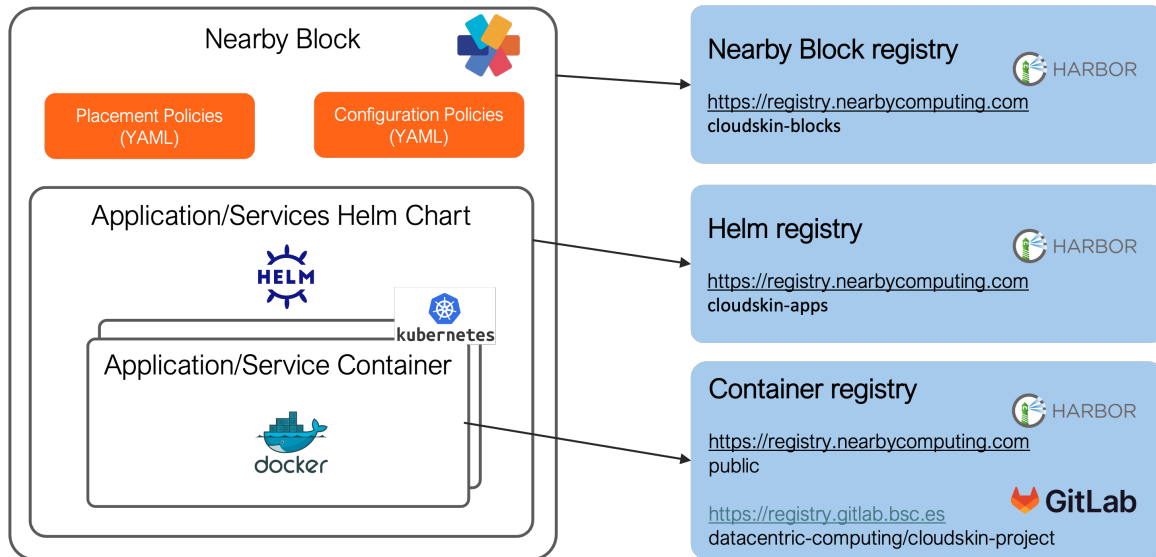 Nearby Block
Placement Policies
(YAML)
Configuration Policies
(YAML)
Application/Services Helm Chart
HELM
kubernetes
Application/Service Container
docker
Nearby Block registry
HARBOR
https://registry.nearbycomputing.com
cloudskin-blocks
Helm registry
HARBOR
https://registry.nearbycomputing.com
cloudskin-apps
Container registry
HARBOR
https://registry.nearbycomputing.com
public
GitLab
https://registry.gitlab.bsc.es
datacentric-computing/cloudskin-project